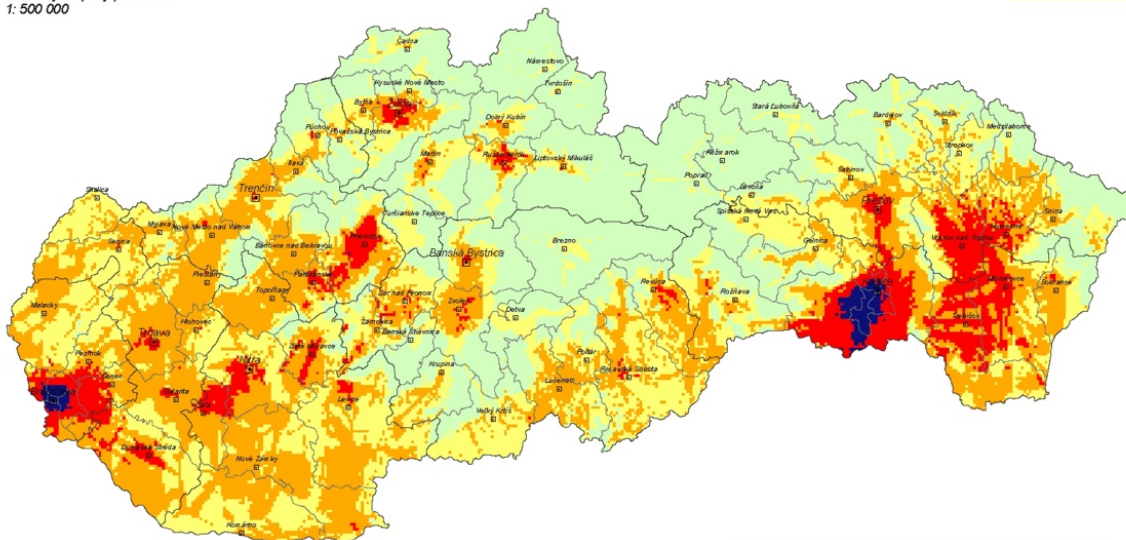 1: 500 000
Čadca
Námestovo
Kysucké Nové Mesto
Tvrdošín
Bytča
Stará Ľubovňa
Púchov
Považská Bystrica
Dolný Kubín
Bardejov
Svidník
Medzilaborce
Stropkov
Ilava
Martin
Ružomberok
Liptovský Mikuláš
Kežmarok
Poprad
Sabinov
Skalica
Trenčín
Levoča
Prešov
Myjava
Nové Mesto nad Váhom
Turčianske Teplice
Spišská Nová Ves
Snina
Senica
Bánovce nad Bebravou
Prievidza
Brezno
Gelnica
Vranov nad Topľou
Humenné
Banská Bystrica
Piešťany
Partizánske
Topoľčany
Žiar nad Hronom
Revúca
Rožňava
Michalovce
Sobrance
Malacky
Hlohovec
Žarnovica
Zvolen
Detva
Trebišov
Trnava
Banská Štiavnica
Pezinok
Zlaté Moravce
Nitra
Krupina
Poltár
Rimavská Sobota
Senec
Galanta
Levice
Lučenec
Veľký Krtíš
Dunajská Streda
Nové Zámky
Komárno